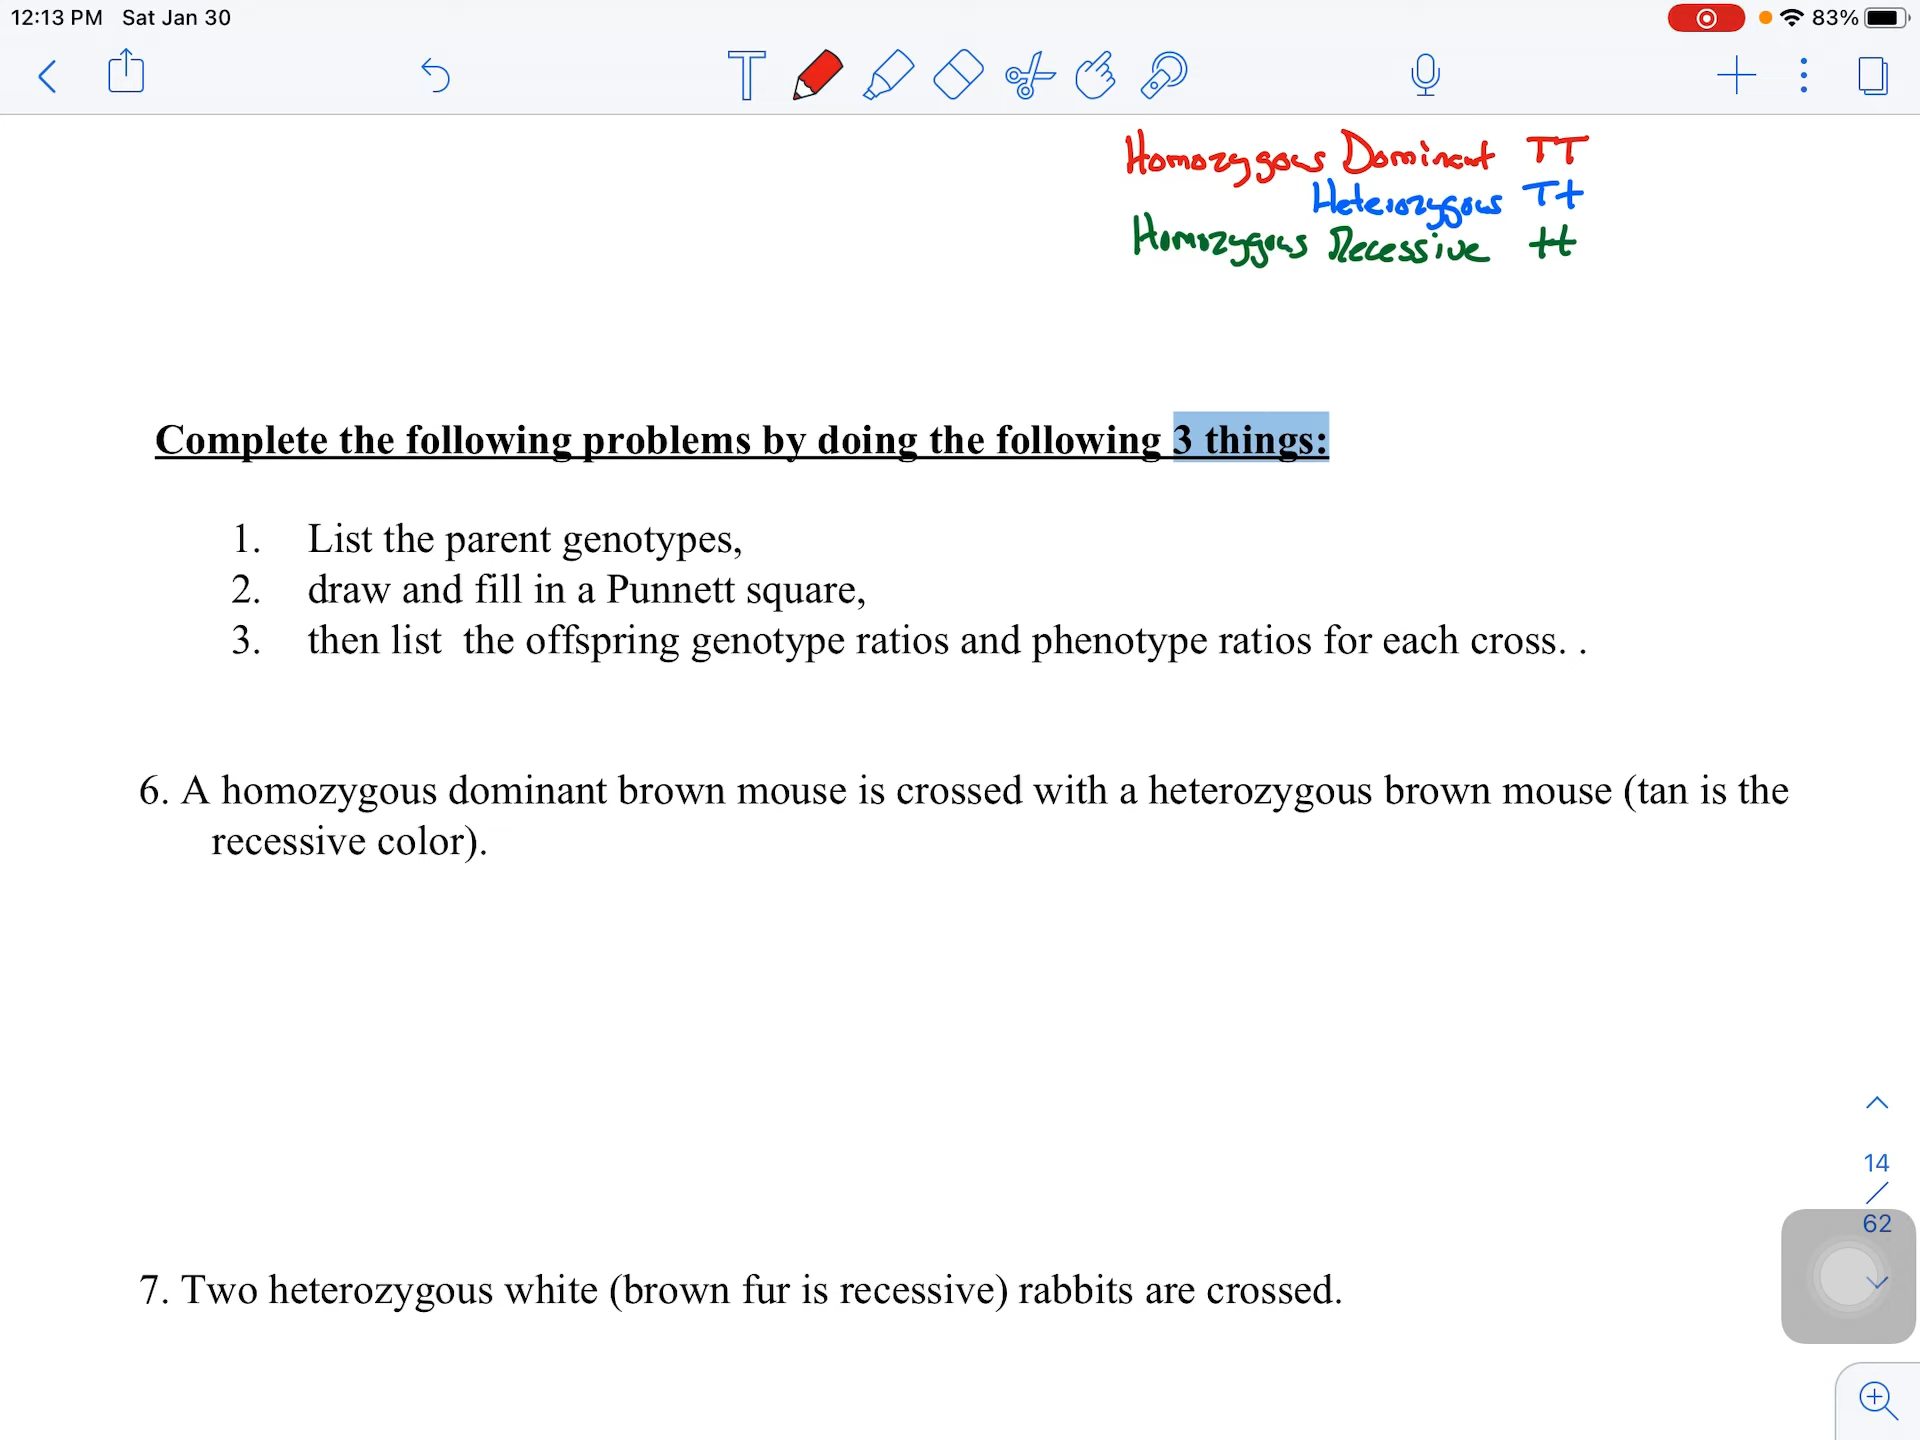 12:13 PM Sat Jan 30
83%
T
Homozygous Dominant TT
Heterozygous Tt
Homozygous Recessive tt
Complete the following problems by doing the following 3 things:
1. List the parent genotypes,
2. draw and fill in a Punnett square,
3. then list the offspring genotype ratios and phenotype ratios for each cross. .
6. A homozygous dominant brown mouse is crossed with a heterozygous brown mouse (tan is the
recessive color).
14
/
62
7. Two heterozygous white (brown fur is recessive) rabbits are crossed.